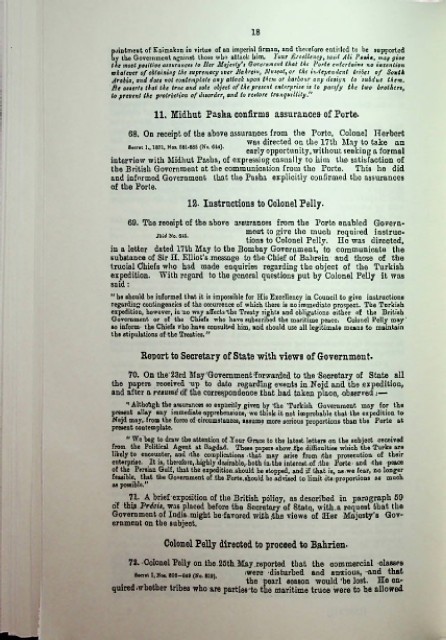 18
pointment of Kaimakam in virtue of an imperial firman, and therefore entitled to be supported
by the Government against those who attack him. Your Excellency, said Ali Pasha, may give
the most positive assurances to Her Majesty's Government that the Porte entertains no intention
whatever of obtaining the supremacy over Bahrein, Muscat, or the independent tribes of South
Arabia, and does not contemplate any attack upon them or harbour any design to subdue them.
He asserts that the true and sole object of the present enterprise is to pacify the two brothers,
to prevent the protraction of disorder, and to restore tranquillity."
11. Midhut Pasha confirms assurances of Porte.
68. On receipt of the above assurances from the Porte, Colonel Herbert
Secret I., 1871, Nos.
was directed on the 17th May to take an
early opportunity, without seeking a formal
interview with Midhut Pasha, of expressing casually to him the satisfaction of
the British Government at the communication from the Porte. This he did
and informed Government that the Pasha explicitly confirmed the assurances
of the Porte.
12. Instructions to Colonel Pelly.
69. The receipt of the above assurances from the Porte enabled Govern-
Ibid No.
ment to give the much required instruc-
tions to Colonel Pelly. He was directed,
in a letter dated 17th May to the Bombay Government, to communicate the
substance of Sir H. Elliot's message to the Chief of Bahrein and those of the
trucial Chiefs who had made enquiries regarding the object of the Turkish
expedition. With regard to the general questions put by Colonel Pelly it was
said :
"he should be informed that it is impossible for His Excellency in Council to give instructions
regarding contingencies of the occurrence of which there is no immediate prospect. The Turkish
expedition, however, in no way affects the Treaty rights and obligations either of the British
Government or of the Chiefs who have subscribed the maritime peace. Colonel Pelly may
so inform the Chiefs who have consulted him, and should use all legitimate means to maintain
the stipulations of the Treaties."
Report to Secretary of State with views of Government.
70. On the 23rd May Government forwarded to the Secretary of State all
the papers received up to date regarding events in Nejd and the expedition,
and after a resumé of the correspondence that had taken place, observed :—
"Although the assurances so explicitly given by the Turkish Government may for the
present allay any immediate apprehensions, we think it not improbable that the expedition to
Nejd may, from the force of circumstances, assume more serious proportions than the Porte at
present contemplate.
"We beg to draw the attention of Your Grace to the latest letters on the subject received
from the Political Agent at Bagdad. These papers show the difficulties which the Turks are
likely to encounter, and the complications that may arise from the prosecution of their
enterprise. It is, therefore, highly desirable, both in the interest of the Porte and the peace
of the Persian Gulf, that the expedition should be stopped, and if that is, as we fear, no longer
feasible, that the Government of the Porte should be advised to limit its proportions as much
as possible."
71. A brief exposition of the British policy, as described in paragraph 59
of this Précis, was placed before the Secretary of State, with a request that the
Government of India might be favored with the views of Her Majesty's Gov-
ernment on the subject.
Colonel Pelly directed to proceed to Bahrien.
72. Colonel Pelly on the 25th May reported that the commercial classes
Secret I, Nos.
were disturbed and anxious, and that
the pearl season would be lost. He en-
quired whether tribes who are parties to the maritime truce were to be allowed